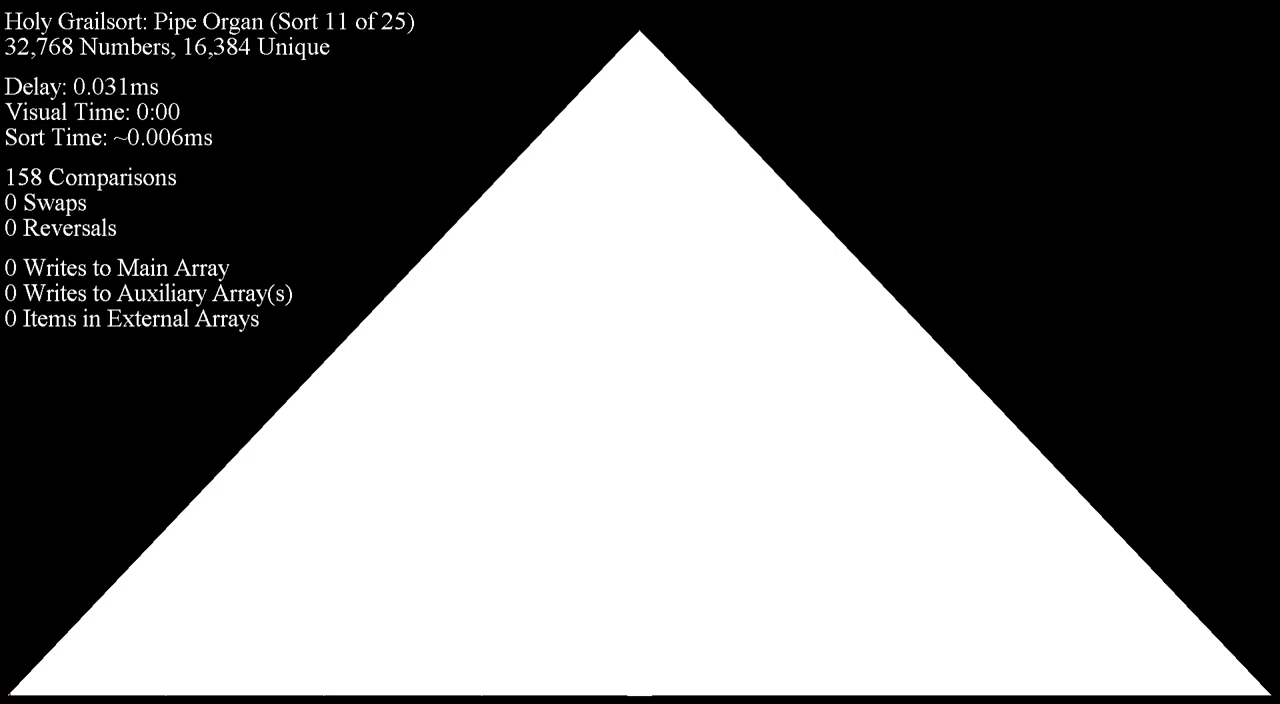 Holy Grailsort: Pipe Organ (Sort 11 of 25)
32,768 Numbers, 16,384 Unique
Delay: 0.031ms
Visual Time: 0:00
Sort Time: ~0.006ms
158 Comparisons
0 Swaps
0 Reversals
0 Writes to Main Array
0 Writes to Auxiliary Array(s)
0 Items in External Arrays